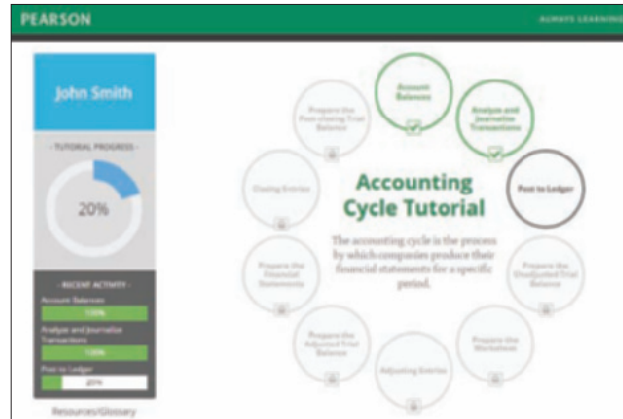 PEARSON
ALWAYS LEARNING
John Smith
- TUTORIAL PROGRESS -
20%
- RECENT ACTIVITY -
Account Balances
100%
Analyze and Journalize
Transactions
100%
Post to Ledger
20%
Resources/Glossary
Account
Balances
Analyze and
Journalize
Transactions
Post to Ledger
Prepare the
Unadjusted Trial
Balance
Prepare the
Worksheet
Adjusting Entries
Prepare the
Adjusted Trial
Balance
Prepare the
Financial
Statements
Closing Entries
Prepare the
Post-closing Trial
Balance
Accounting
Cycle Tutorial
The accounting cycle is the process
by which companies produce their
financial statements for a specific
period.